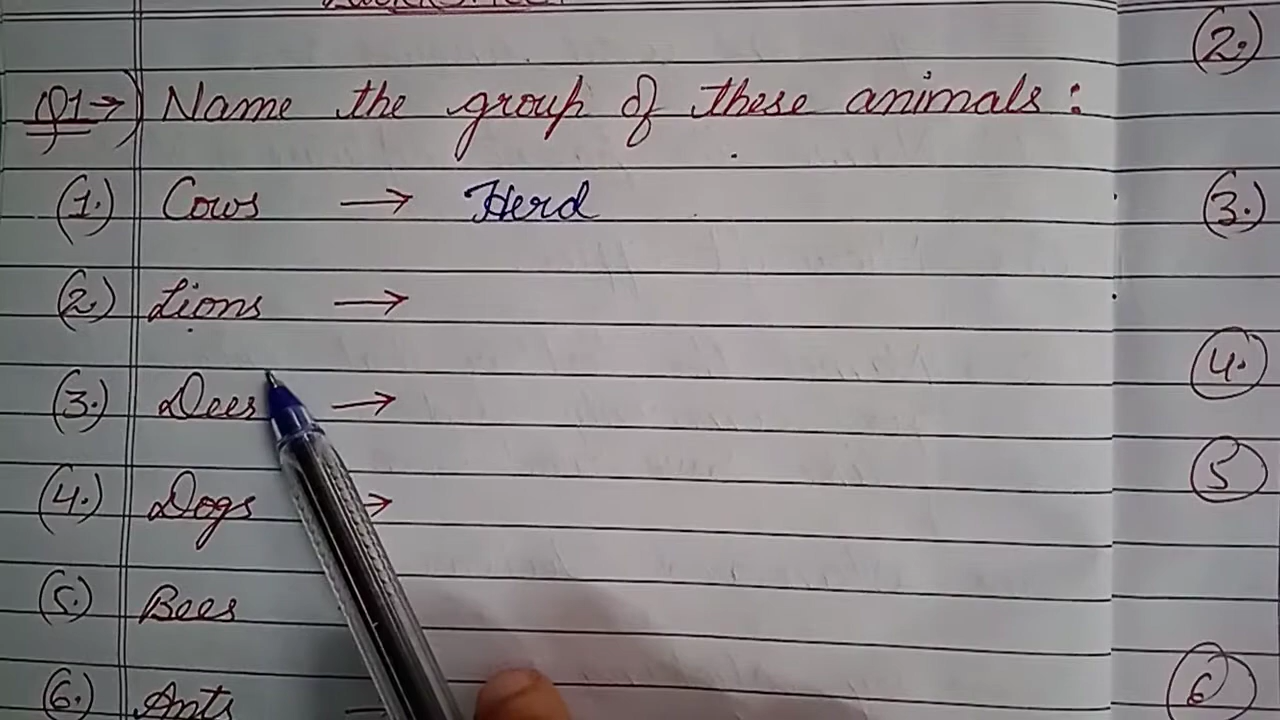 Q1→) Name the group of these animals:
(1.) Cows → Herd
(2.) Lions →
(3.) Deer →
(4.) Dogs →
(5.) Bees
(6.) Ants
(2.)
(3.)
4.
5
6